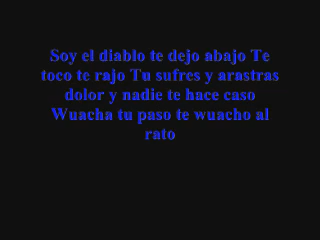 Soy el diablo te dejo abajo Te
toco te rajo Tu sufres y arastras
dolor y nadie te hace caso
Wuacha tu paso te wuacho al
rato